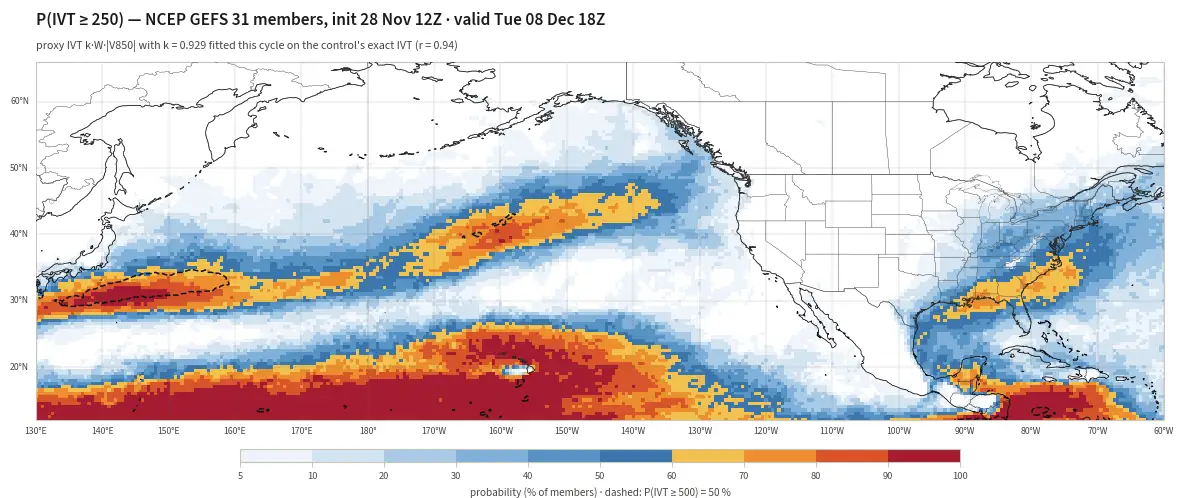 P(IVT ≥ 250) — NCEP GEFS 31 members, init 28 Nov 12Z · valid Tue 08 Dec 18Z
proxy IVT k·W·|V850| with k = 0.929 fitted this cycle on the control's exact IVT (r = 0.94)
60°N
50°N
40°N
30°N
20°N
130°E 140°E 150°E 160°E 170°E 180° 170°W 160°W 150°W 140°W 130°W 120°W 110°W 100°W 90°W 80°W 70°W 60°W
5 10 20 30 40 50 60 70 80 90 100
probability (% of members) · dashed: P(IVT ≥ 500) = 50 %